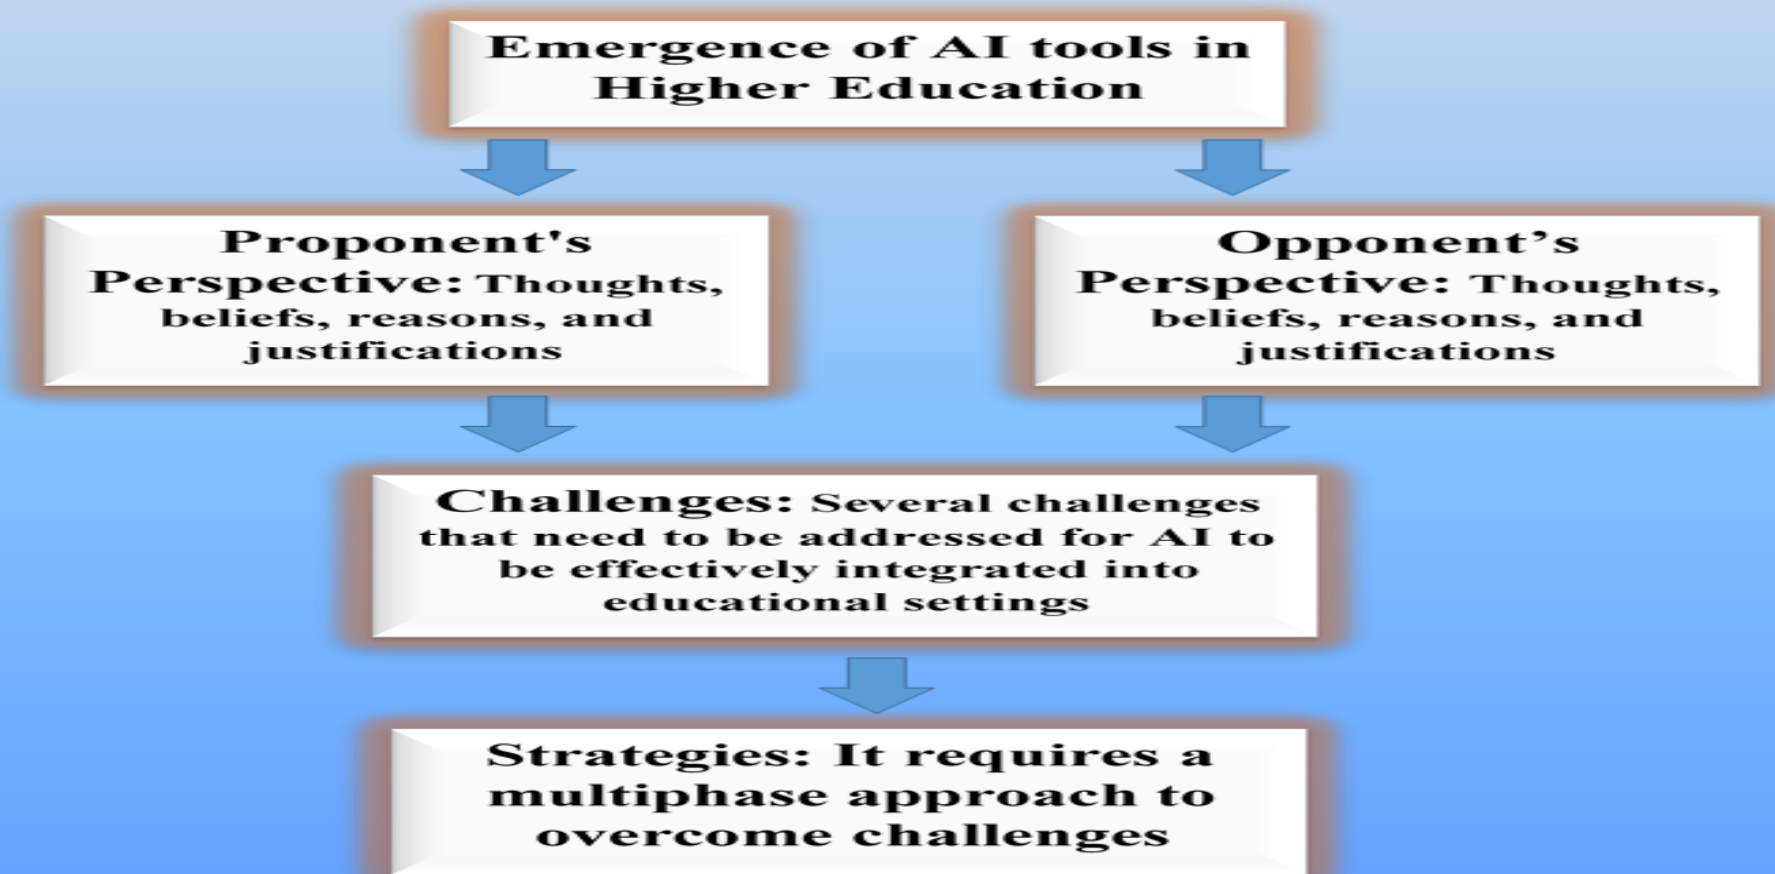 Emergence of AI tools in
Higher Education
Proponent's
Perspective: Thoughts,
beliefs, reasons, and
justifications
Opponent’s
Perspective: Thoughts,
beliefs, reasons, and
justifications
Challenges: Several challenges
that need to be addressed for AI to
be effectively integrated into
educational settings
Strategies: It requires a
multiphase approach to
overcome challenges